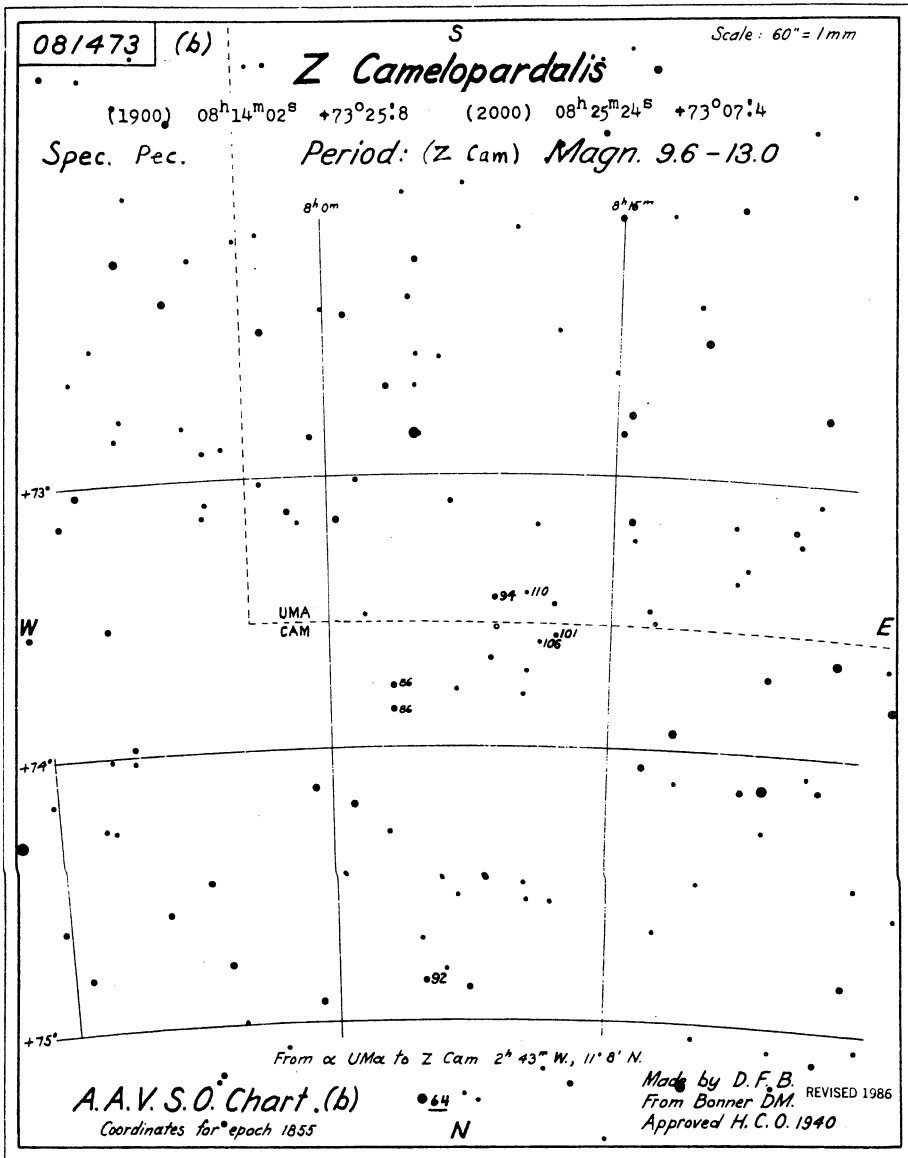 081473 (b)
S
Scale: 60" = 1mm
Z Camelopardalis
(1900) 08h14m02s +73°25!8 (2000) 08h25m24s +73°07!4
Spec. Pec. Period: (Z Cam) Magn. 9.6-13.0
8h 0m 8h 15m
+73°
94 110
UMA
CAM
W
101
106
E
86
86
+74°
92
+75°
From α UMa to Z Cam 2h 43m W., 11° 8' N.
A.A.V.S.O. Chart (b)
Coordinates for epoch 1855
64
N
Made by D.F.B.
From Bonner DM.
Approved H.C.O. 1940
REVISED 1986